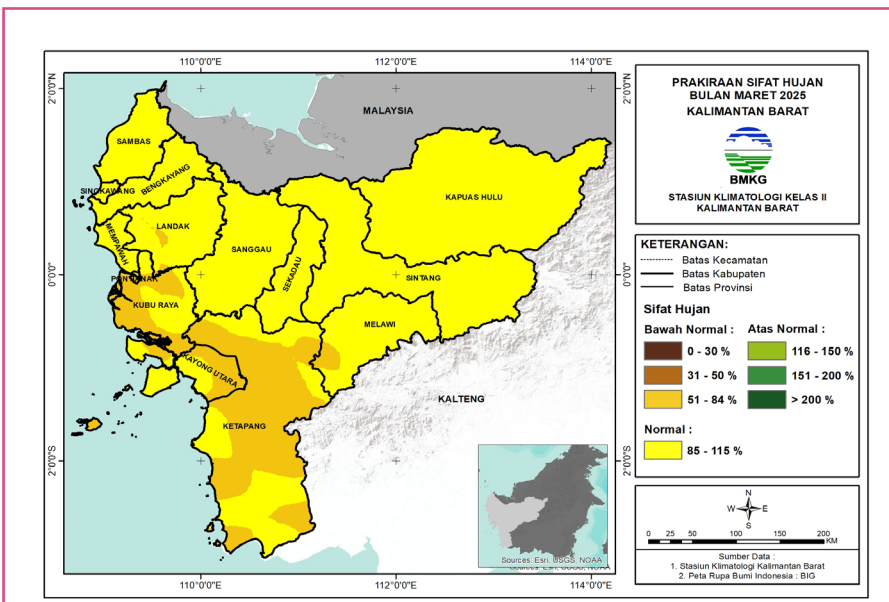 110°0'0"E
112°0'0"E
114°0'0"E
2°0'0"N
2°0'0"N
0°0'0"
0°0'0"
2°0'0"S
2°0'0"S
MALAYSIA
SAMBAS
SINGKAWANG
BENGKAYANG
KAPUAS HULU
LANDAK
MEMPAWAH
SANGGAU
SEKADAU
SINTANG
PONTIANAK
KUBU RAYA
MELAWI
KAYONG UTARA
KALTENG
KETAPANG
Sources: Esri, USGS, NOAA
Sources: Esri, USGS, NOAA
110°0'0"E
112°0'0"E
114°0'0"E
PRAKIRAAN SIFAT HUJAN
BULAN MARET 2025
KALIMANTAN BARAT
BMKG
STASIUN KLIMATOLOGI KELAS II
KALIMANTAN BARAT
KETERANGAN:
Batas Kecamatan
Batas Kabupaten
Batas Provinsi
Sifat Hujan
Bawah Normal : Atas Normal :
0 - 30 % 116 - 150 %
31 - 50 % 151 - 200 %
51 - 84 % > 200 %
Normal :
85 - 115 %
N
W E
S
0 25 50 100 150 200
KM
Sumber Data :
1. Stasiun Klimatologi Kalimantan Barat
2. Peta Rupa Bumi Indonesia : BIG